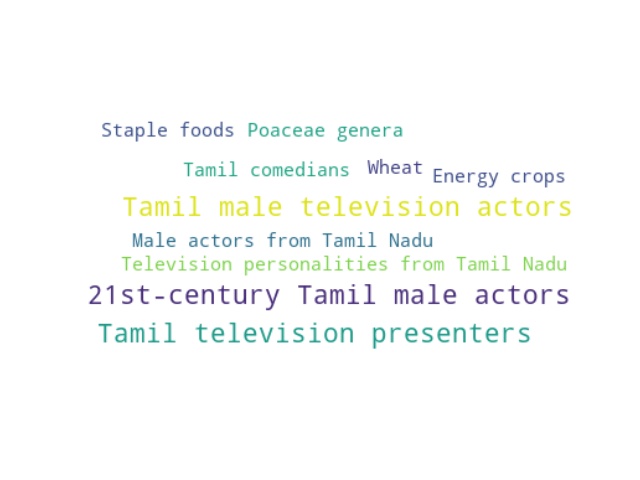 Staple foods Poaceae genera
Tamil comedians Wheat Energy crops
Tamil male television actors
Male actors from Tamil Nadu
Television personalities from Tamil Nadu
21st-century Tamil male actors
Tamil television presenters